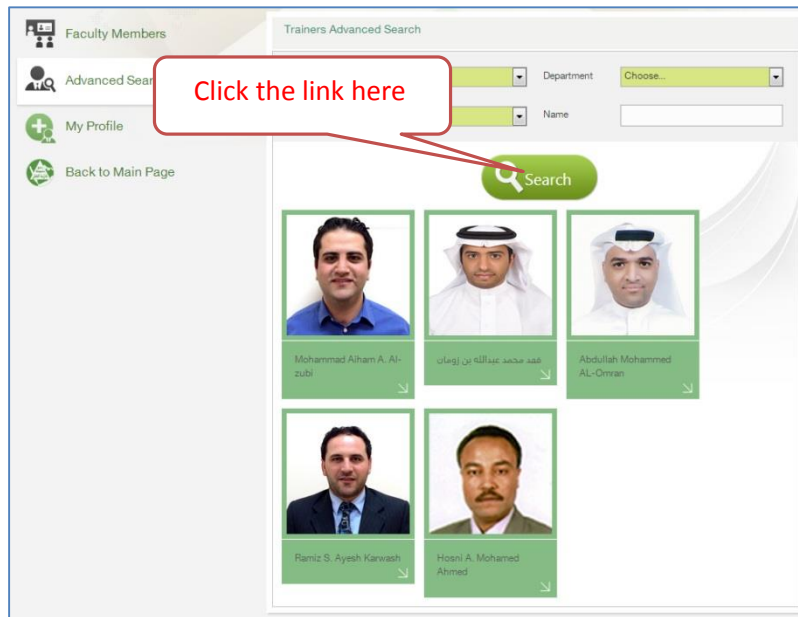 Faculty Members
Advanced Sear
My Profile
Back to Main Page
Trainers Advanced Search
Click the link here
Department
Choose...
Name
Search
Mohammad Aiham A. Al-
zubi
فهد محمد عبدالله بن زومان
Abdullah Mohammed
AL-Omran
Ramiz S. Ayesh Karwash
Hosni A. Mohamed
Ahmed